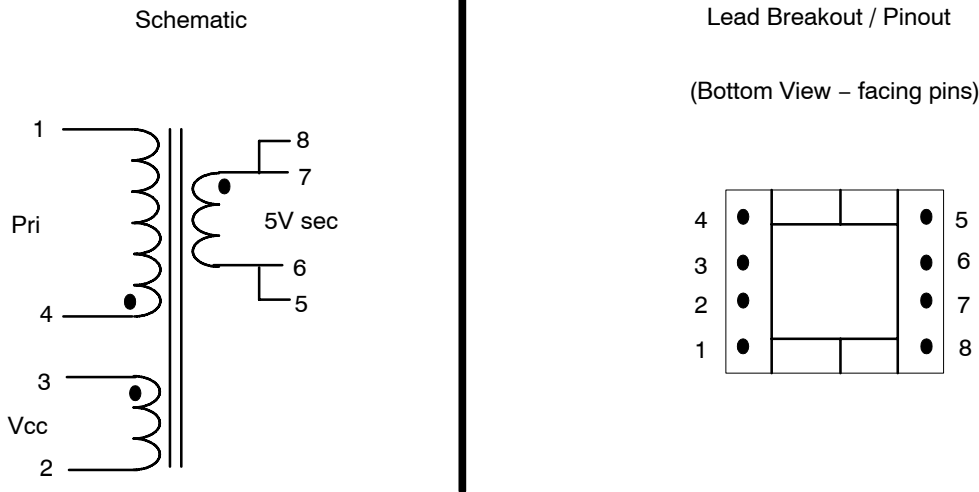 Schematic
1
Pri
4
3
Vcc
2
8
7
5V sec
6
5
Lead Breakout / Pinout
(Bottom View – facing pins)
4
3
2
1
5
6
7
8